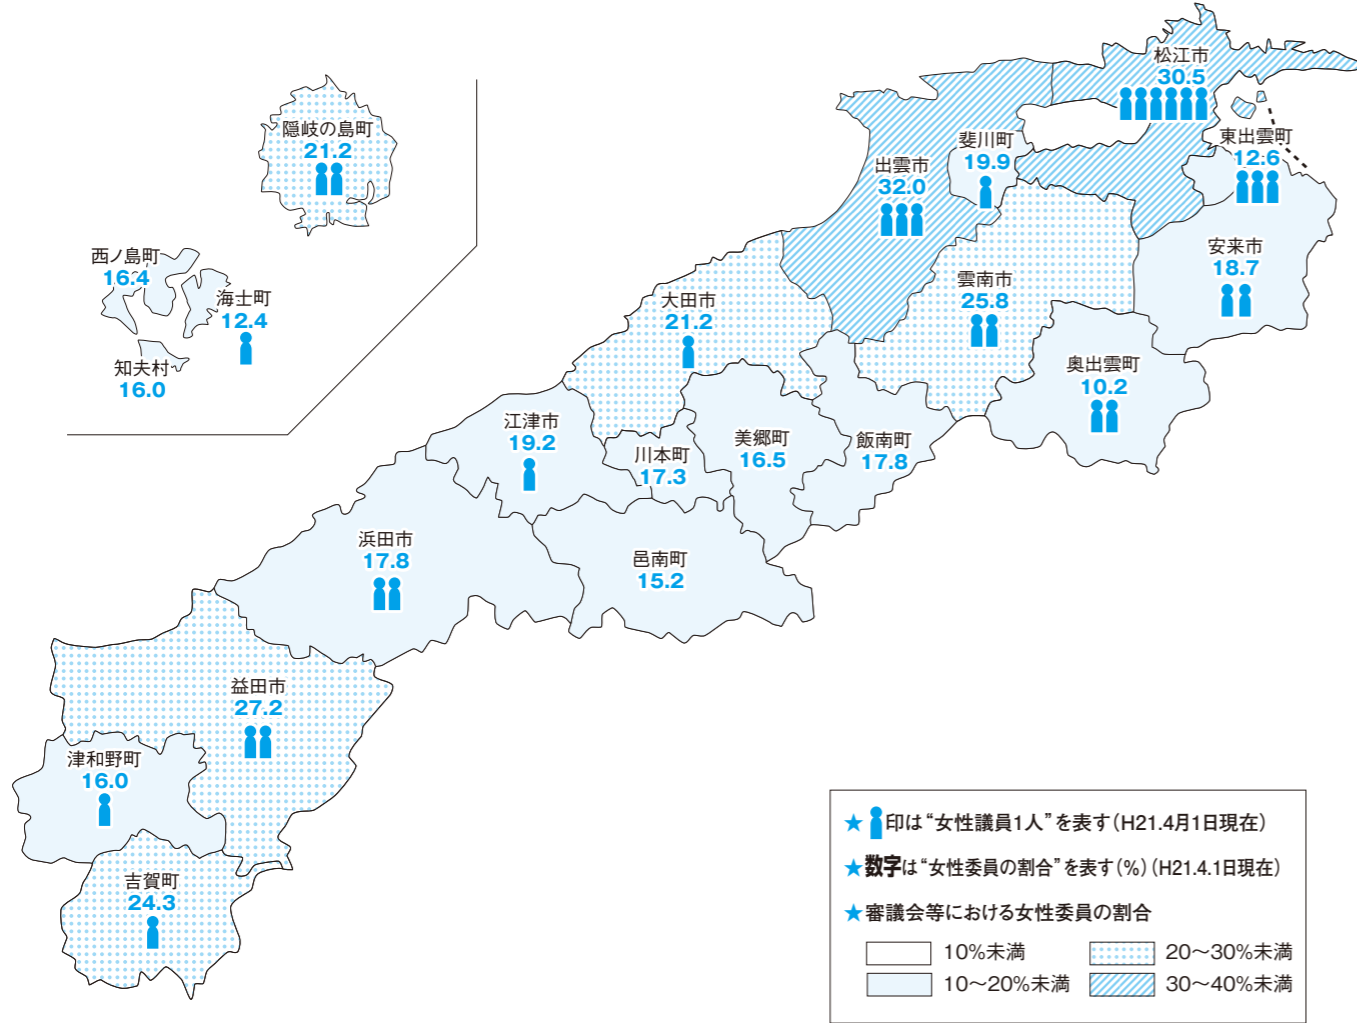 松江市
30.5
隠岐の島町
21.2
東出雲町
12.6
斐川町
19.9
出雲市
32.0
西ノ島町
16.4
海士町
12.4
知夫村
16.0
安来市
18.7
雲南市
25.8
大田市
21.2
奥出雲町
10.2
江津市
19.2
川本町
17.3
美郷町
16.5
飯南町
17.8
浜田市
17.8
邑南町
15.2
益田市
27.2
津和野町
16.0
吉賀町
24.3
★印は“女性議員1人”を表す(H21.4月1日現在)
★数字は“女性委員の割合”を表す(%)(H21.4.1日現在)
★審議会等における女性委員の割合
10%未満 20〜30%未満
10〜20%未満 30〜40%未満